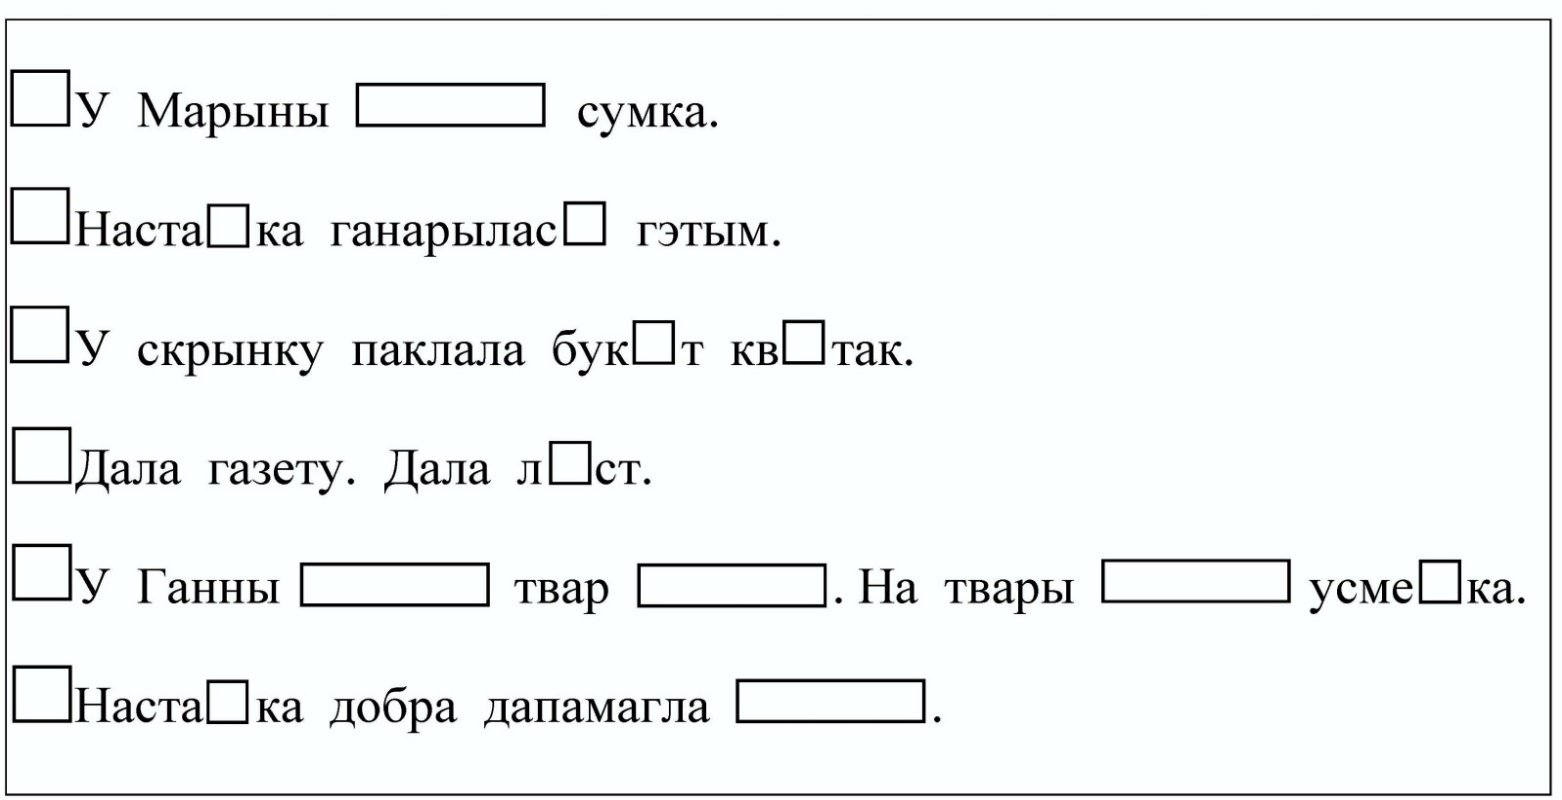 □У Марыны □ сумка.
□Наста□ка ганарылас□ гэтым.
□У скрынку паклала бук□т кв□так.
□Дала газету. Дала л□ст.
□У Ганны □ твар □. На твары □ усме□ка.
□Наста□ка добра дапамагла □.